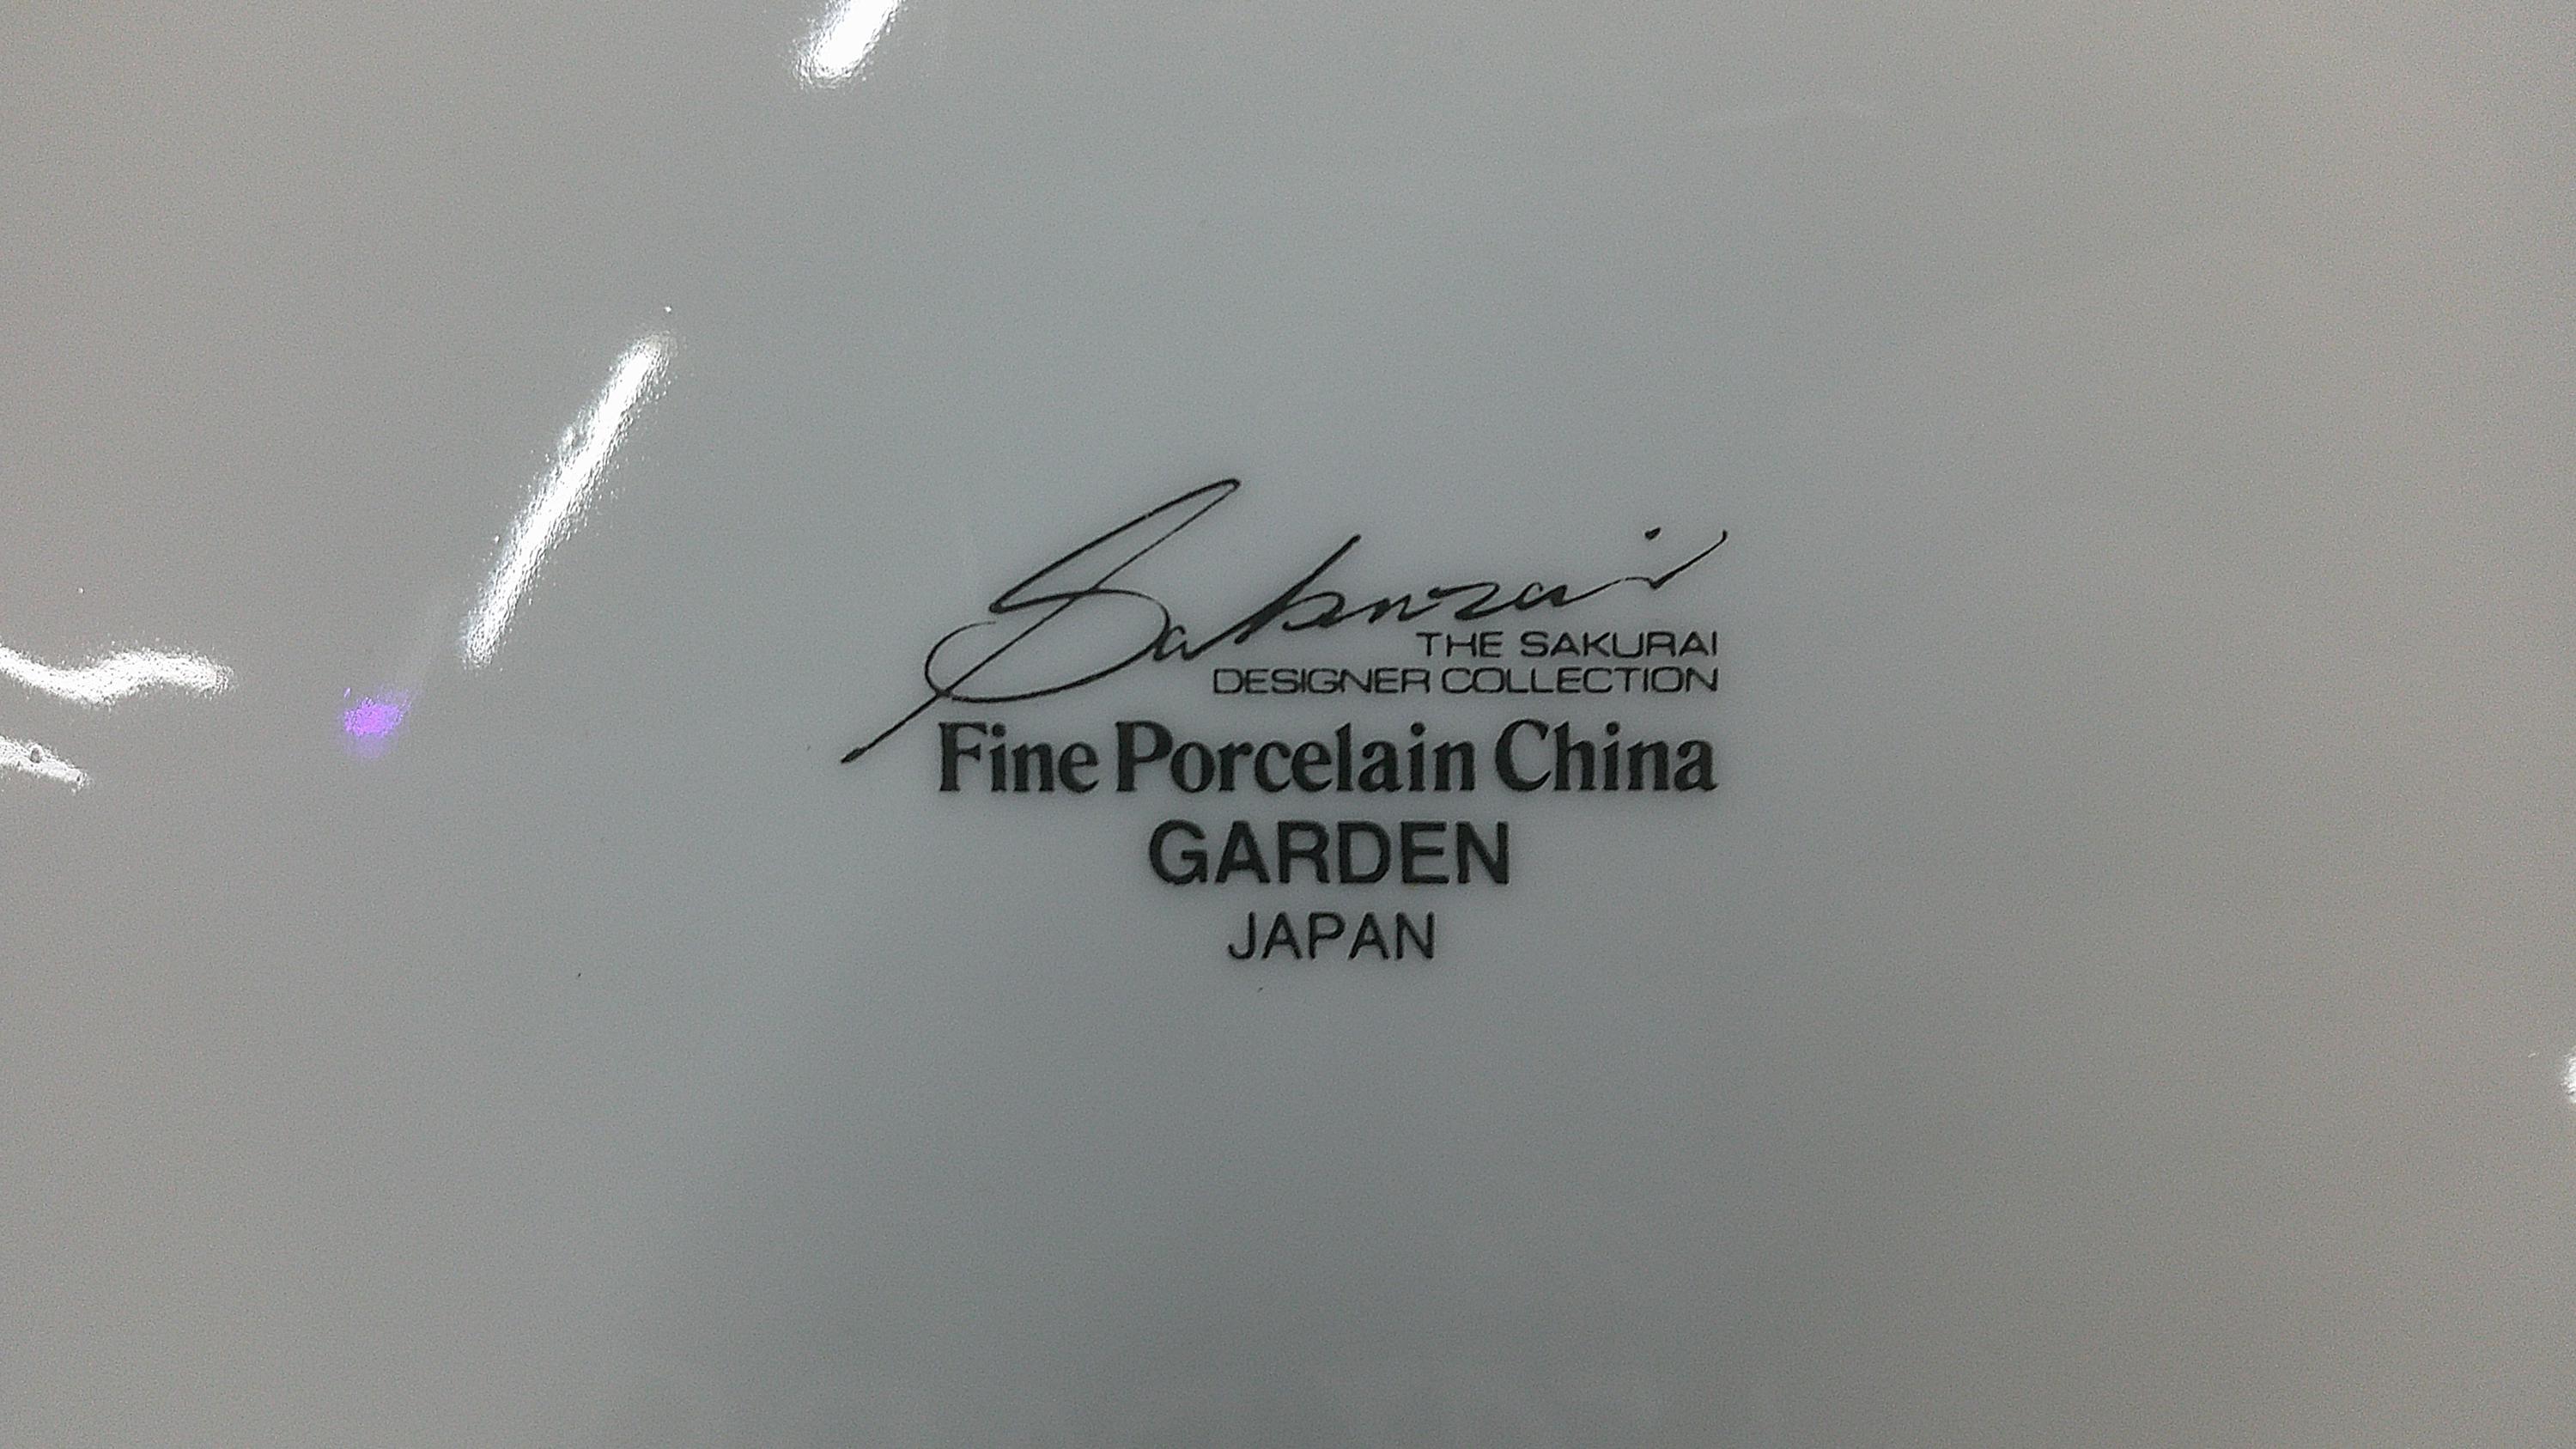 Sakurai
THE SAKURAI
DESIGNER COLLECTION
Fine Porcelain China
GARDEN
JAPAN